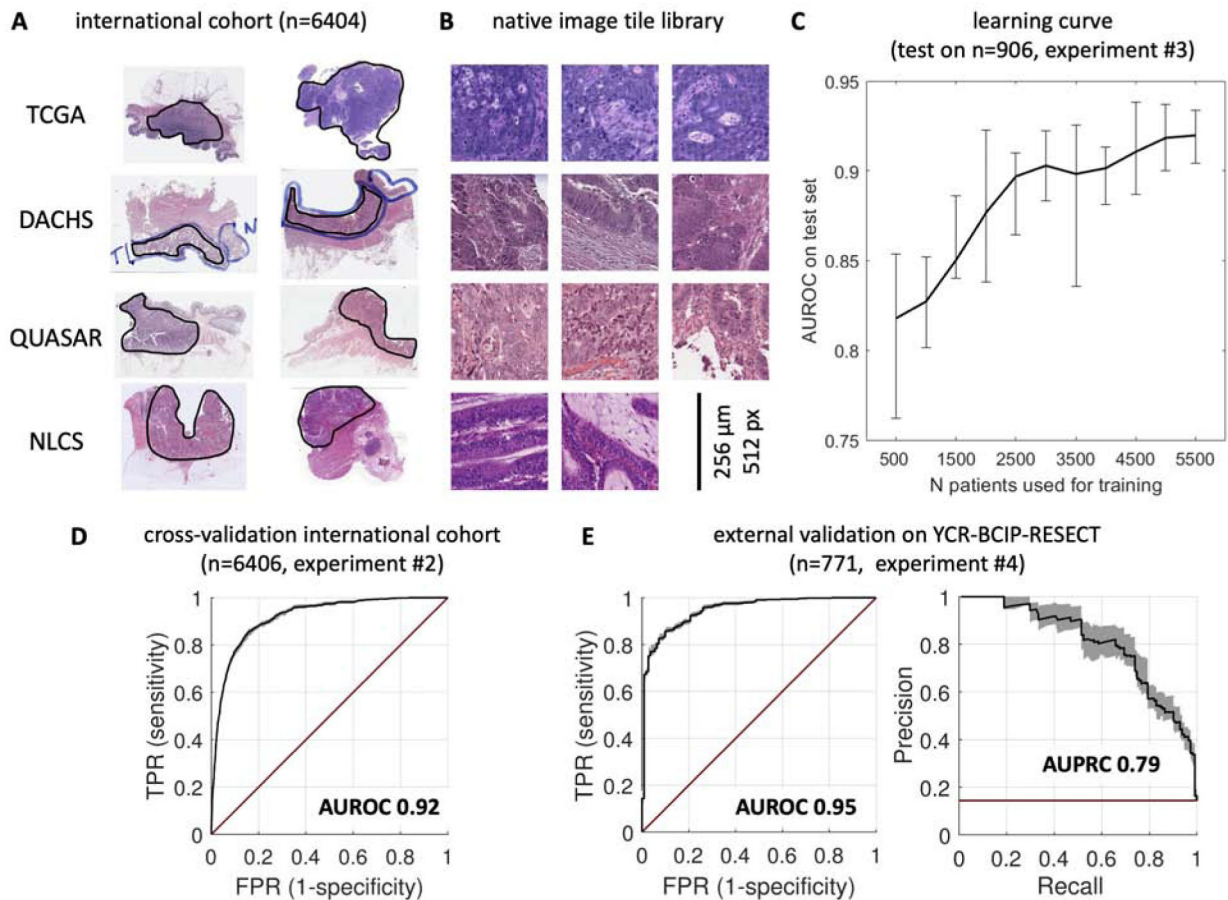 A international cohort (n=6404)
TCGA
DACHS
TL
N
QUASAR
NLCS
B native image tile library
256 µm
512 px
C learning curve
(test on n=906, experiment #3)
AUROC on test set
0.95
0.9
0.85
0.8
0.75
500 1500 2500 3500 4500 5500
N patients used for training
D cross-validation international cohort
(n=6406, experiment #2)
TPR (sensitivity)
1
0.8
0.6
0.4
0.2
0
AUROC 0.92
0 0.2 0.4 0.6 0.8 1
FPR (1-specificity)
E external validation on YCR-BCIP-RESECT
(n=771, experiment #4)
TPR (sensitivity)
1
0.8
0.6
0.4
0.2
0
AUROC 0.95
0 0.2 0.4 0.6 0.8 1
FPR (1-specificity)
Precision
1
0.8
0.6
0.4
0.2
0
AUPRC 0.79
0 0.2 0.4 0.6 0.8 1
Recall